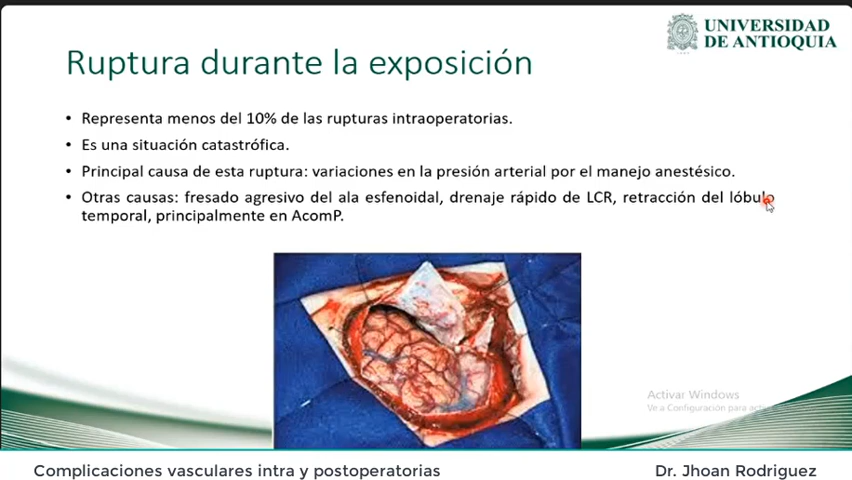 UNIVERSIDAD
DE ANTIOQUIA
Ruptura durante la exposición
• Representa menos del 10% de las rupturas intraoperatorias.
• Es una situación catastrófica.
• Principal causa de esta ruptura: variaciones en la presión arterial por el manejo anestésico.
• Otras causas: fresado agresivo del ala esfenoidal, drenaje rápido de LCR, retracción del lóbulo
temporal, principalmente en AcomP.
Activar Windows
Ve a Configuración para
Complicaciones vasculares intra y postoperatorias
Dr. Jhoan Rodriguez